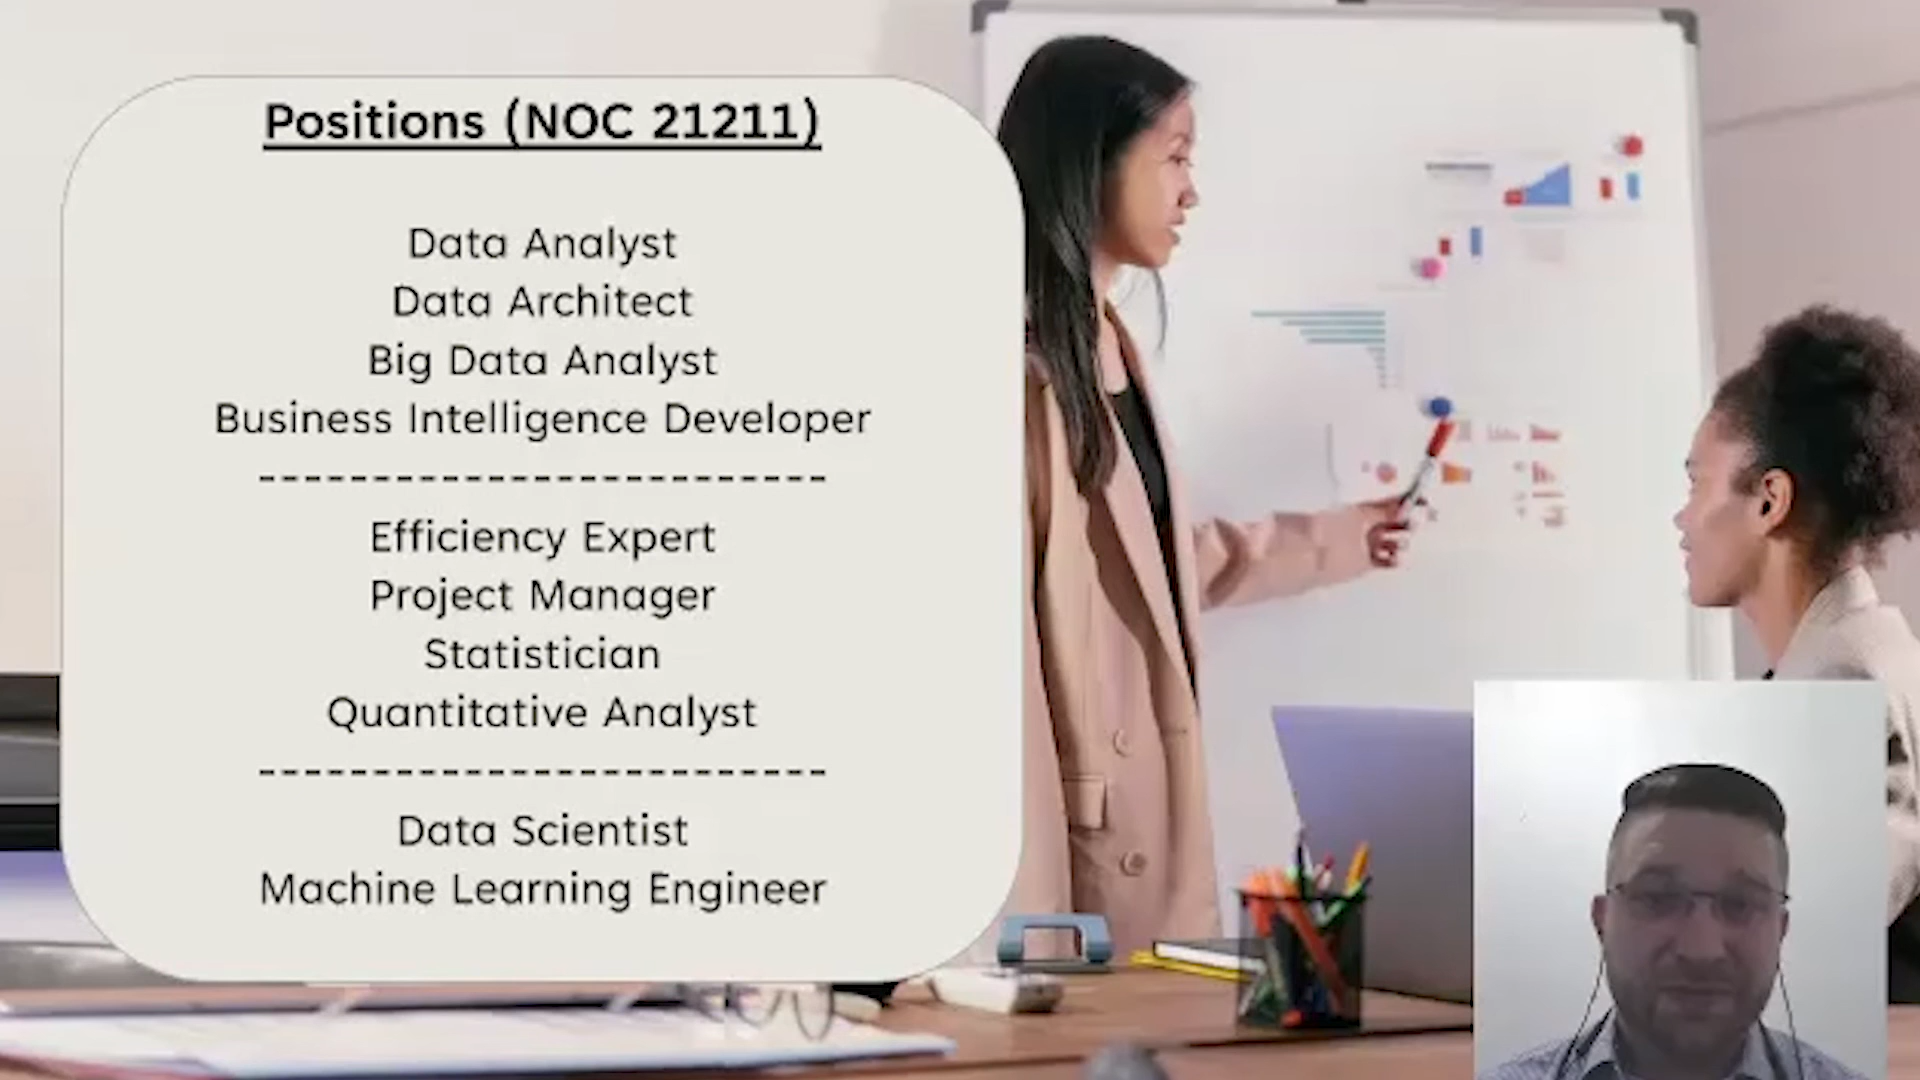 Positions (NOC 21211)
Data Analyst
Data Architect
Big Data Analyst
Business Intelligence Developer
-------------------------
Efficiency Expert
Project Manager
Statistician
Quantitative Analyst
-------------------------
Data Scientist
Machine Learning Engineer